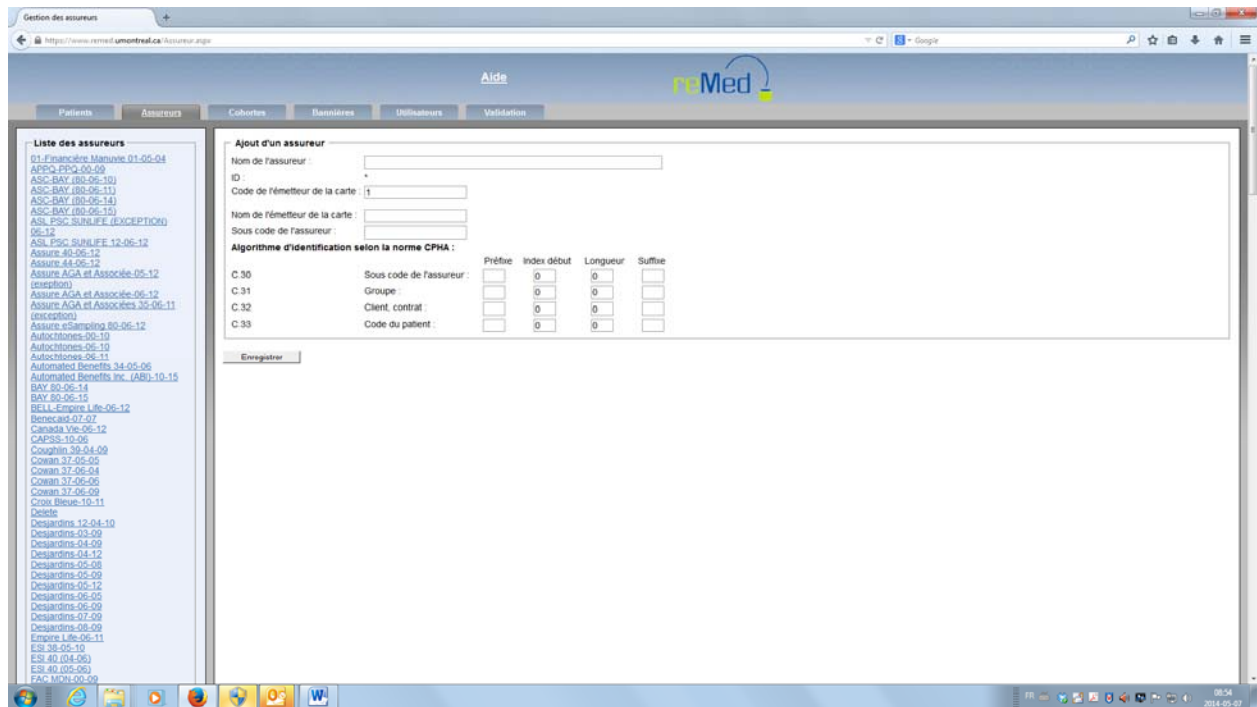 Gestion des assureurs
https://www.remed.umontreal.ca/Assureur.aspx
Google
Aide
reMed
Patients Assureurs Cohortes Bannières Utilisateurs Validation
Liste des assureurs
01-Financière Manuvie 01-05-04
APPQ-PPQ-00-09
ASC-BAY (80-06-10)
ASC-BAY (80-06-11)
ASC-BAY (80-06-14)
ASC-BAY (80-06-15)
ASL PSC SUNLIFE (EXCEPTION)
06-12
ASL PSC SUNLIFE 12-06-12
Assure 40-06-12
Assure 44-06-12
Assure AGA et Associée-05-12
(exeption)
Assure AGA et Associée-06-12
Assure AGA et Associées 35-06-11
(exception)
Assure eSampling 80-06-12
Autochtones-00-10
Autochtones-06-10
Autochtones-06-11
Automated Benefits 34-05-06
Automated Benefits Inc. (ABI)-10-15
BAY 80-06-14
BAY 80-06-15
BELL-Empire Life-06-12
Benecaid-07-07
Canada Vie-06-12
CAPSS-10-06
Coughlin 39-04-09
Cowan 37-05-05
Cowan 37-06-04
Cowan 37-06-06
Cowan 37-06-09
Croix Bleue-10-11
Delete
Desjardins 12-04-10
Desjardins-03-09
Desjardins-04-09
Desjardins-04-12
Desjardins-05-08
Desjardins-05-09
Desjardins-05-12
Desjardins-06-05
Desjardins-06-09
Desjardins-07-09
Desjardins-08-09
Empire Life-06-11
ESI 38-05-10
ESI 40 (04-06)
ESI 40 (05-06)
FAC MDN-00-09
Ajout d'un assureur
Nom de l'assureur :
ID : *
Code de l'émetteur de la carte : 1
Nom de l'émetteur de la carte :
Sous code de l'assureur :
Algorithme d'identification selon la norme CPHA :
Préfixe Index début Longueur Suffixe
C.30 Sous code de l'assureur : 0 0
C.31 Groupe : 0 0
C.32 Client, contrat : 0 0
C.33 Code du patient : 0 0
Enregistrer
FR
08:54
2014-05-07